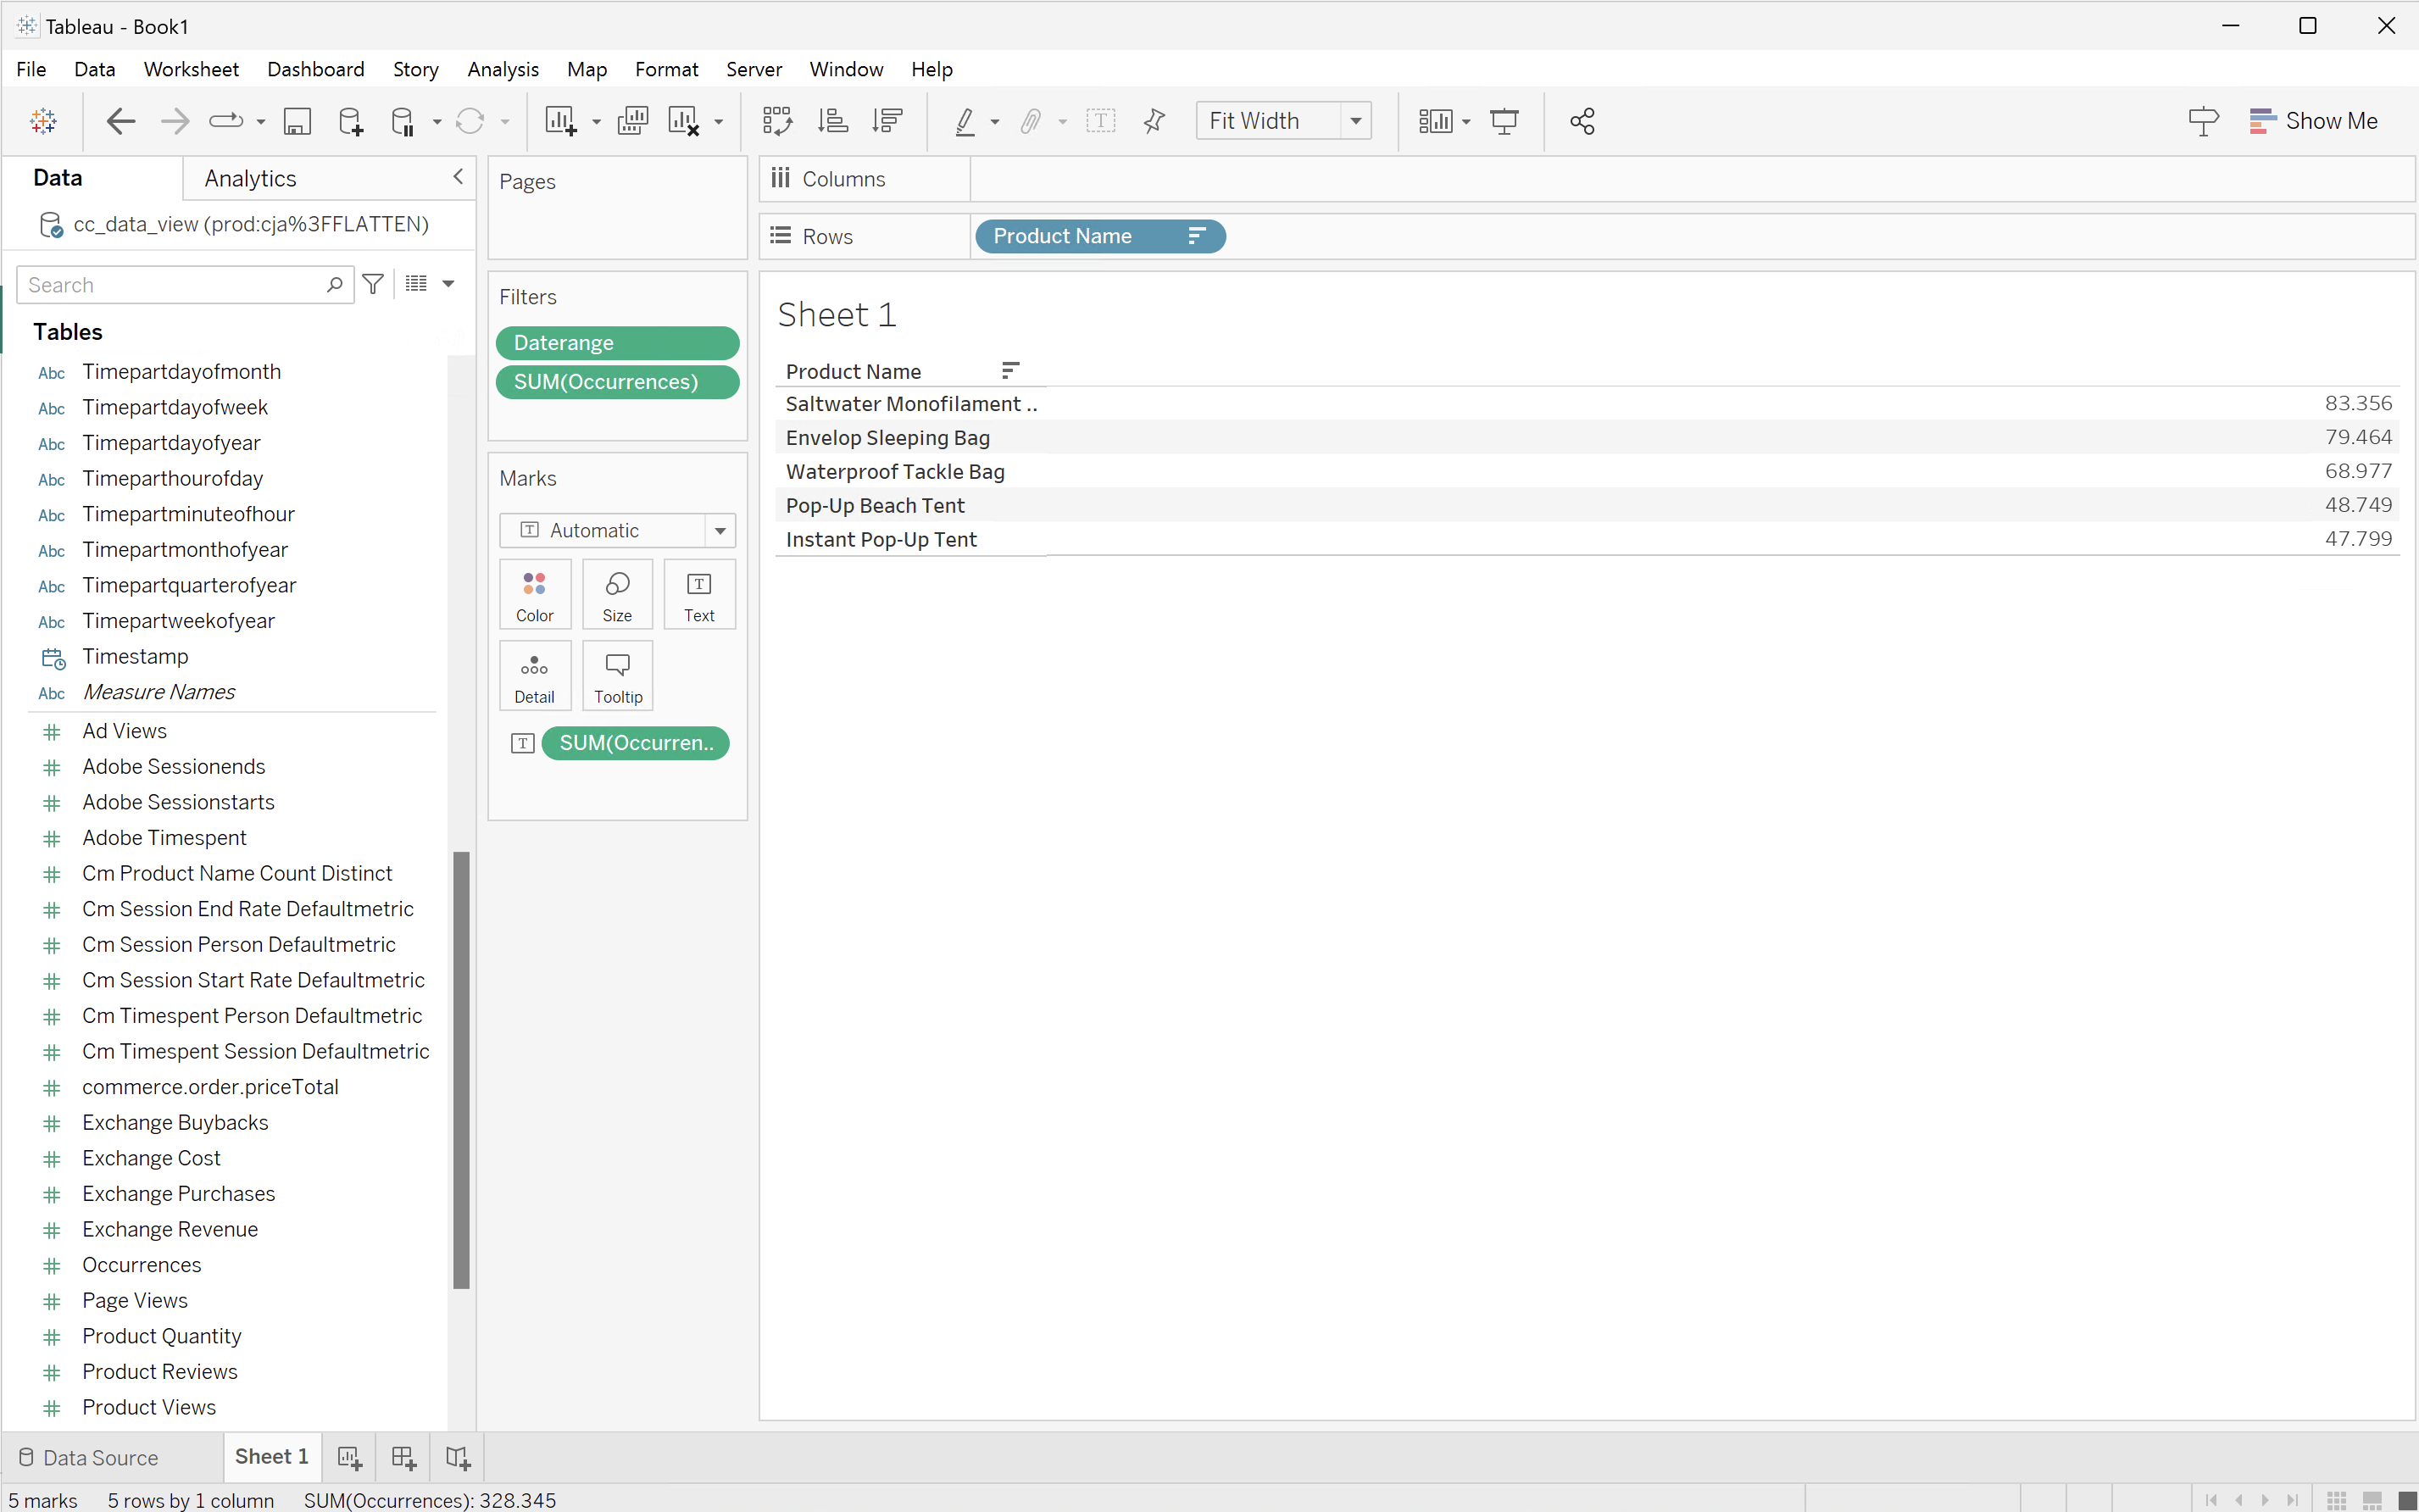 Tableau - Book1
File Data Worksheet Dashboard Story Analysis Map Format Server Window Help
Fit Width
Show Me
Data
Analytics
cc_data_view (prod:cja%3FFLATTEN)
Search
Tables
Abc Timepartdayofmonth
Abc Timepartdayofweek
Abc Timepartdayofyear
Abc Timeparthourofday
Abc Timepartminuteofhour
Abc Timepartmonthofyear
Abc Timepartquarterofyear
Abc Timepartweekofyear
Timestamp
Abc Measure Names
# Ad Views
# Adobe Sessionends
# Adobe Sessionstarts
# Adobe Timespent
# Cm Product Name Count Distinct
# Cm Session End Rate Defaultmetric
# Cm Session Person Defaultmetric
# Cm Session Start Rate Defaultmetric
# Cm Timespent Person Defaultmetric
# Cm Timespent Session Defaultmetric
# commerce.order.priceTotal
# Exchange Buybacks
# Exchange Cost
# Exchange Purchases
# Exchange Revenue
# Occurrences
# Page Views
# Product Quantity
# Product Reviews
# Product Views
Pages
Filters
Daterange
SUM(Occurrences)
Marks
T Automatic
Color
Size
T
Text
Detail
Tooltip
T SUM(Occurren..
Columns
Rows
Product Name
Sheet 1
Product Name
Saltwater Monofilament .. 83.356
Envelop Sleeping Bag 79.464
Waterproof Tackle Bag 68.977
Pop-Up Beach Tent 48.749
Instant Pop-Up Tent 47.799
Data Source
Sheet 1
5 marks 5 rows by 1 column SUM(Occurrences): 328.345